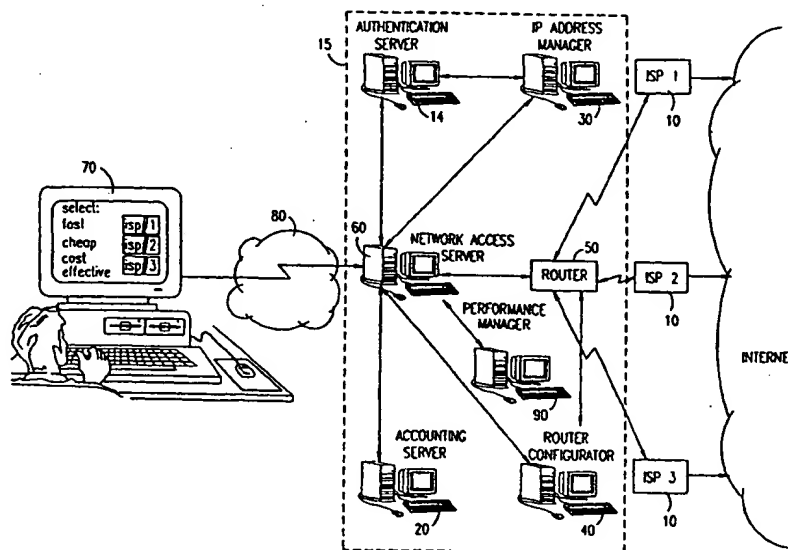 AUTHENTICATION
SERVER
IP ADDRESS
MANAGER
15
14
30
ISP 1
10
70
select:
fast
isp/1
cheap
isp/2
cost
effective
isp/3
80
60
NETWORK ACCESS
SERVER
50
ROUTER
ISP 2
10
PERFORMANCE
MANAGER
90
INTERNE
ACCOUNTING
SERVER
20
ROUTER
CONFIGURATOR
40
ISP 3
10